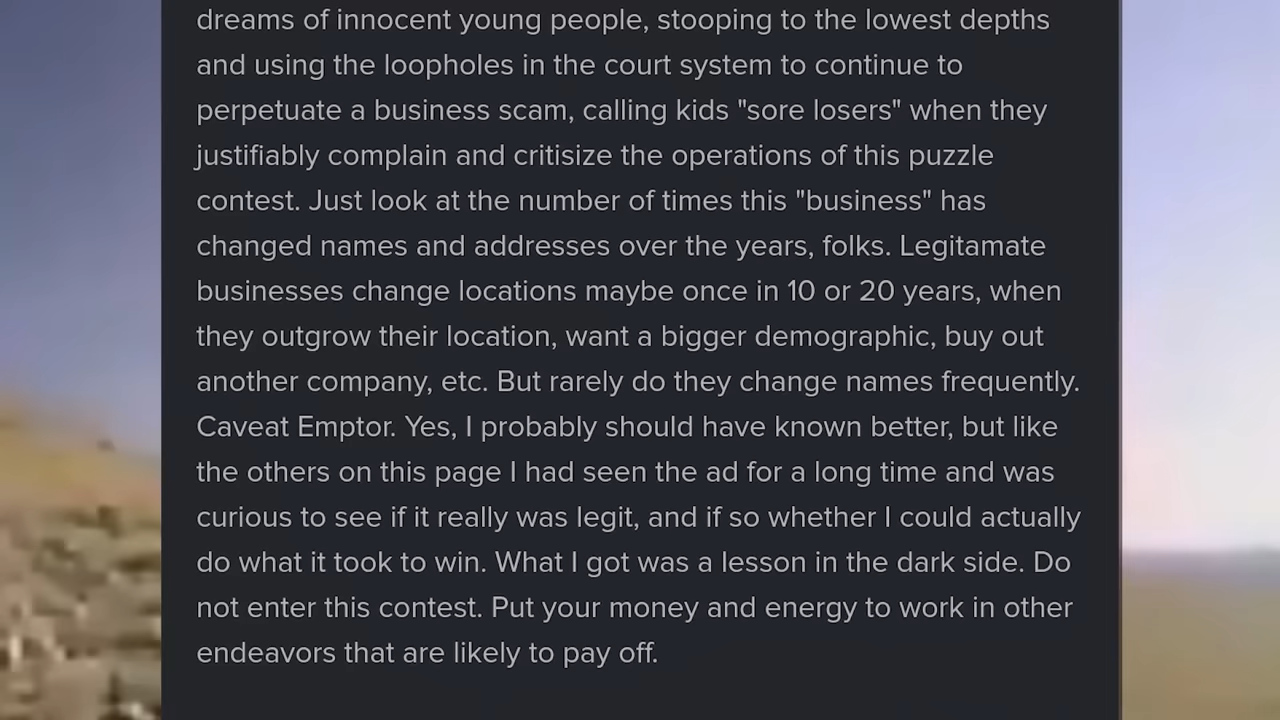 dreams of innocent young people, stooping to the lowest depths
and using the loopholes in the court system to continue to
perpetuate a business scam, calling kids "sore losers" when they
justifiably complain and critisize the operations of this puzzle
contest. Just look at the number of times this "business" has
changed names and addresses over the years, folks. Legitamate
businesses change locations maybe once in 10 or 20 years, when
they outgrow their location, want a bigger demographic, buy out
another company, etc. But rarely do they change names frequently.
Caveat Emptor. Yes, I probably should have known better, but like
the others on this page I had seen the ad for a long time and was
curious to see if it really was legit, and if so whether I could actually
do what it took to win. What I got was a lesson in the dark side. Do
not enter this contest. Put your money and energy to work in other
endeavors that are likely to pay off.